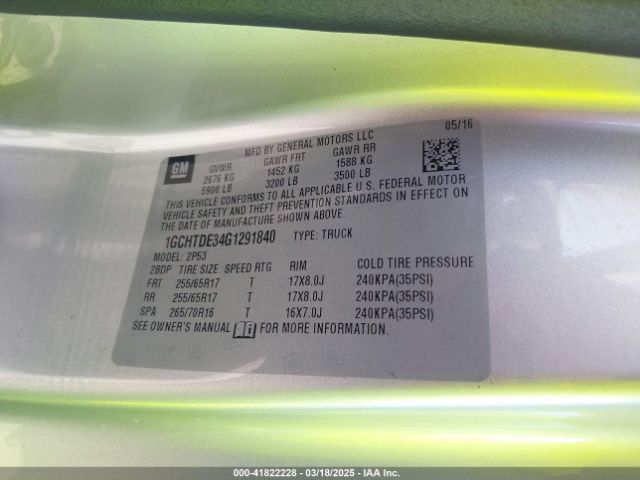 05/16
MFD BY GENERAL MOTORS LLC
GM
GVWR GAWR FRT GAWR RR
2676 KG 1452 KG 1588 KG
5900 LB 3200 LB 3500 LB
THIS VEHICLE CONFORMS TO ALL APPLICABLE U.S. FEDERAL MOTOR
VEHICLE SAFETY AND THEFT PREVENTION STANDARDS IN EFFECT ON
THE DATE OF MANUFACTURE SHOWN ABOVE.
1GCHTDE34G1291840 TYPE: TRUCK
MODEL: 2P53
2BDP TIRE SIZE SPEED RTG RIM COLD TIRE PRESSURE
FRT 255/65R17 T 17X8.0J 240KPA(35PSI)
RR 255/65R17 T 17X8.0J 240KPA(35PSI)
SPA 265/70R16 T 16X7.0J 240KPA(35PSI)
SEE OWNER'S MANUAL FOR MORE INFORMATION.
000-41822228 - 03/18/2025 - IAA Inc.